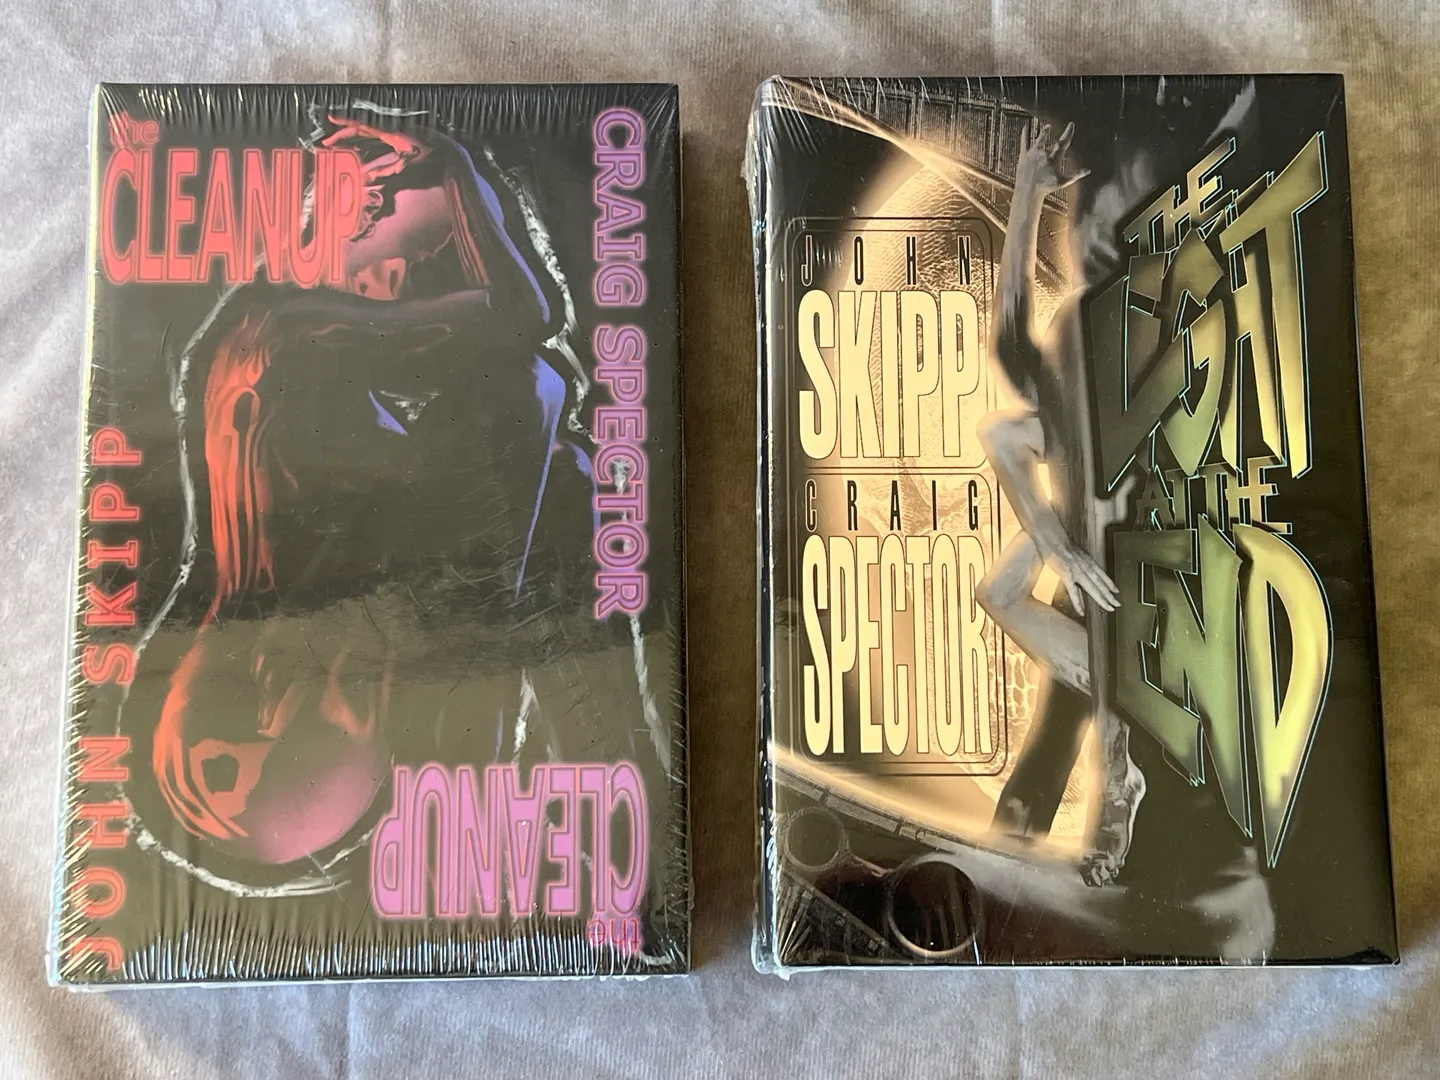 the
CLEANUP
CRAIG SPECTOR
JOHN SKIPP
the
CLEANUP
JOHN
SKIPP
CRAIG
SPECTOR
THE
LIGHT
AT THE
END